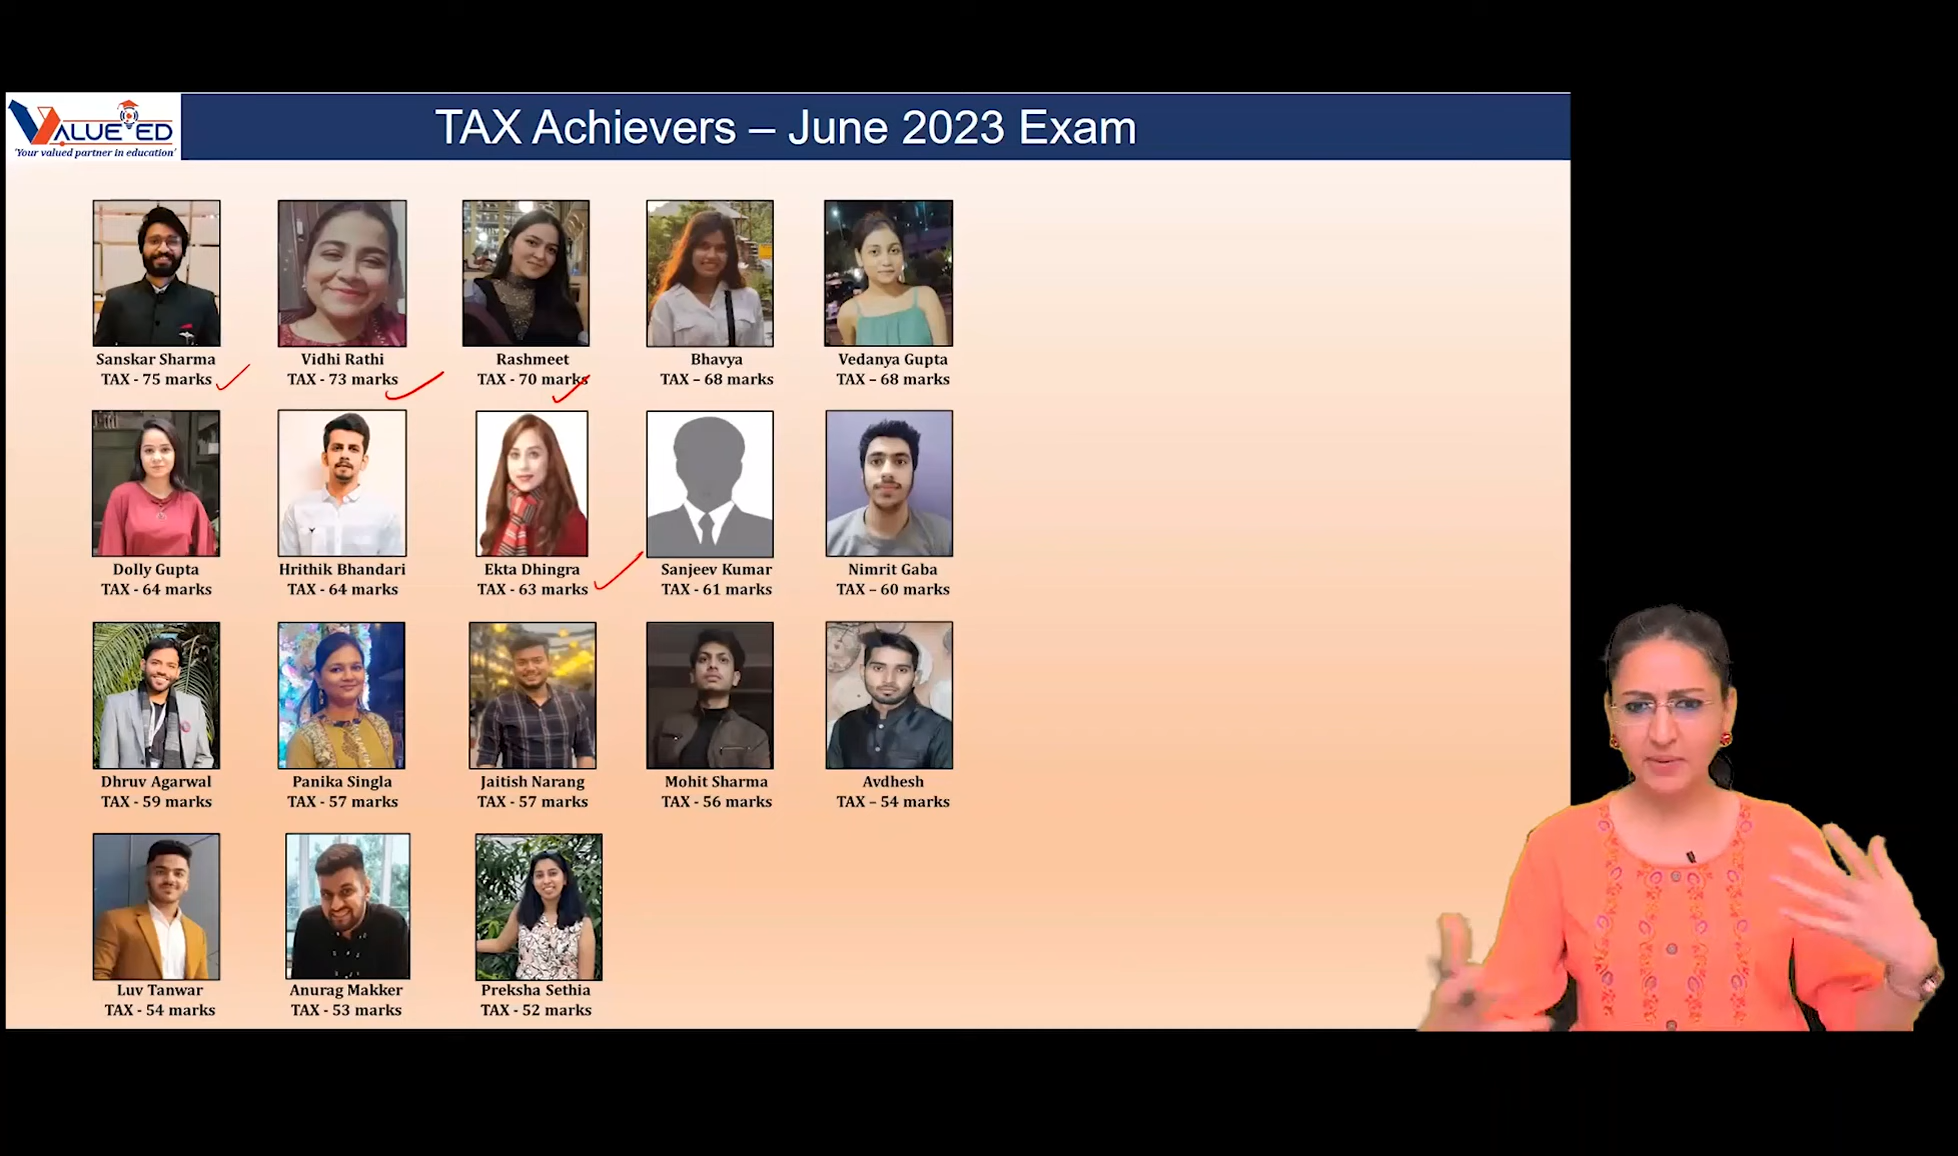 VALUE ED
'Your valued partner in education'
TAX Achievers – June 2023 Exam
Sanskar Sharma
TAX - 75 marks
Vidhi Rathi
TAX - 73 marks
Rashmeet
TAX - 70 marks
Bhavya
TAX – 68 marks
Vedanya Gupta
TAX – 68 marks
Dolly Gupta
TAX - 64 marks
Hrithik Bhandari
TAX - 64 marks
Ekta Dhingra
TAX - 63 marks
Sanjeev Kumar
TAX - 61 marks
Nimrit Gaba
TAX – 60 marks
Dhruv Agarwal
TAX - 59 marks
Panika Singla
TAX - 57 marks
Jaitish Narang
TAX - 57 marks
Mohit Sharma
TAX - 56 marks
Avdhesh
TAX – 54 marks
Luv Tanwar
TAX - 54 marks
Anurag Makker
TAX - 53 marks
Preksha Sethia
TAX - 52 marks